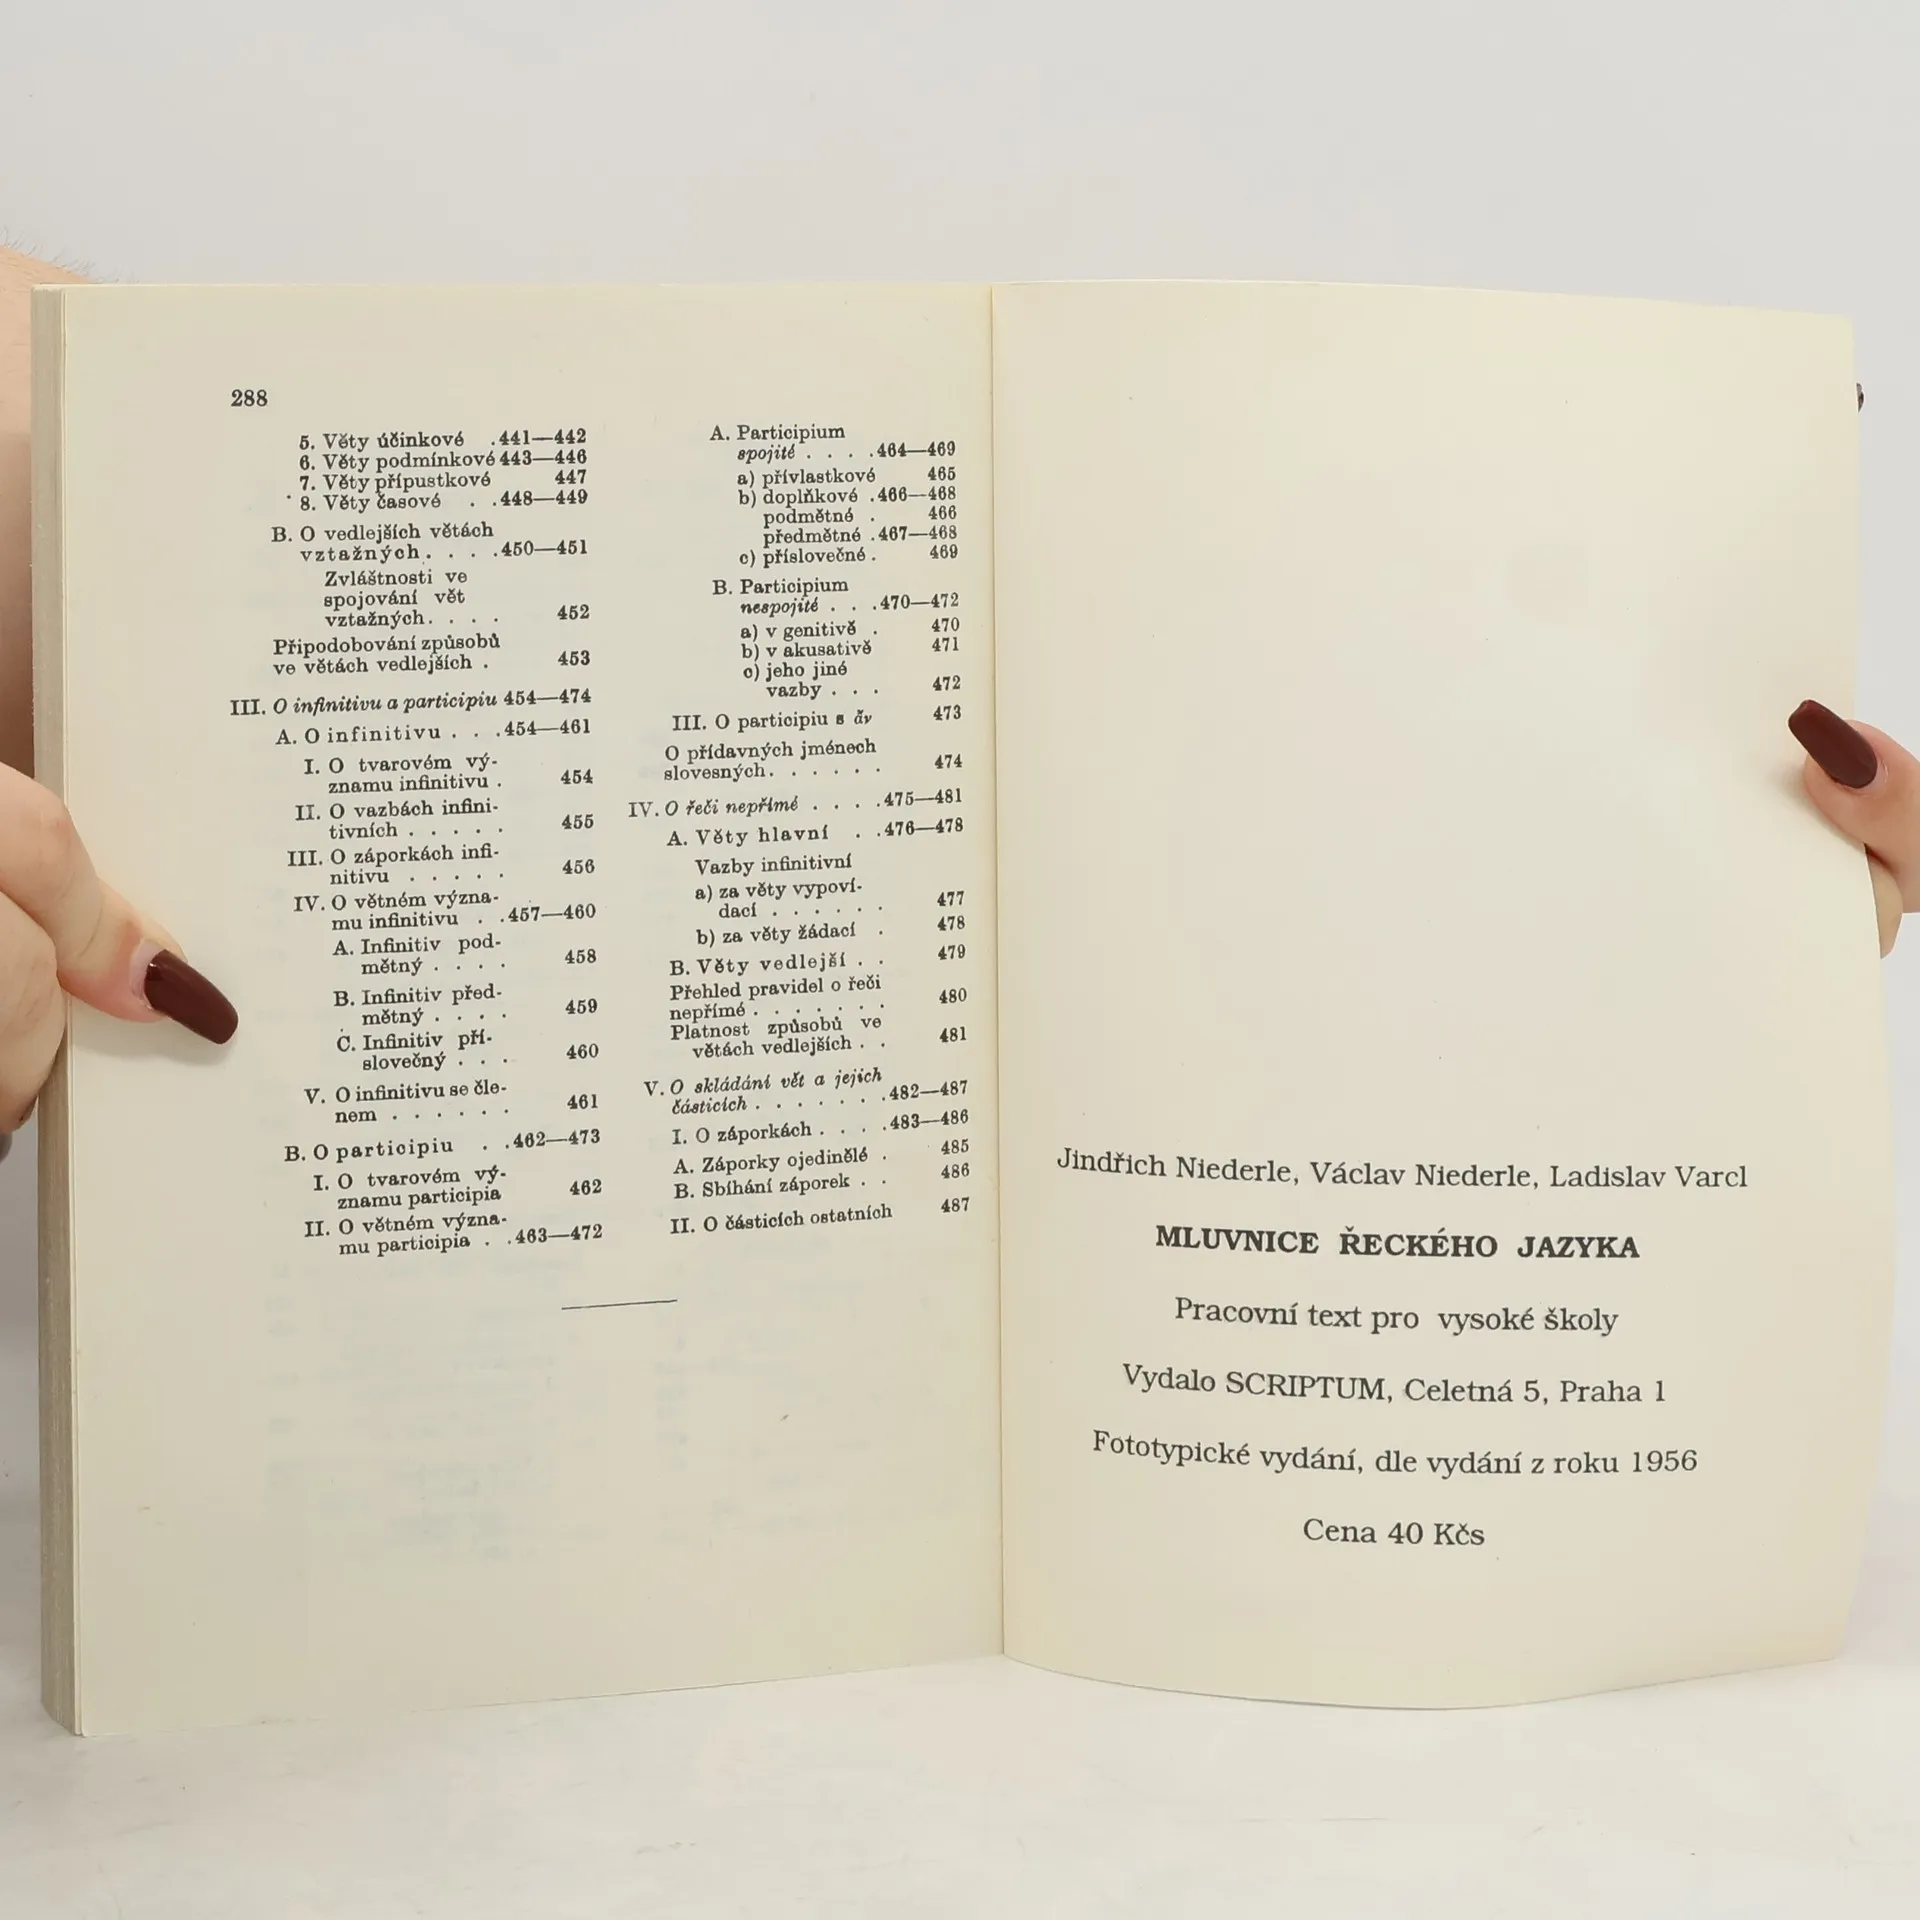 288
5. Věty účinkové . 441—442
6. Věty podmínkové 443—446
7. Věty přípustkové 447
8. Věty časové . . 448—449
B. O vedlejších větách
vztažných . . . . 450—451
Zvláštnosti ve
spojování vět
vztažných . . . . 452
Připodobování způsobů
ve větách vedlejších . 453
III. O infinitivu a participiu 454—474
A. O infinitivu . . . 454—461
I. O tvarovém vý-
znamu infinitivu . 454
II. O vazbách infini-
tivních . . . . . 455
III. O záporkách infi-
nitivu . . . . . 456
IV. O větném význa-
mu infinitivu . . 457—460
A. Infinitiv pod-
mětný . . . . 458
B. Infinitiv před-
mětný . . . . 459
C. Infinitiv pří-
slovečný . . . 460
V. O infinitivu se čle-
nem . . . . . . 461
B. O participiu . . 462—473
I. O tvarovém vý-
znamu participia 462
II. O větném význa-
mu participia . . 463—472
A. Participium
spojité . . . . 464—469
a) přívlastkové 465
b) doplňkové . 466—468
podmětné . 466
předmětné . 467—468
c) příslovečné . 469
B. Participium
nespojité . . . 470—472
a) v genitivě . 470
b) v akusativě 471
c) jeho jiné
vazby . . . 472
III. O participiu s ἄν 473
O přídavných jménech
slovesných . . . . . . 474
IV. O řeči nepřímé . . . . 475—481
A. Věty hlavní . . 476—478
Vazby infinitivní
a) za věty vypoví-
dací . . . . . . 477
b) za věty žádací . 478
B. Věty vedlejší . . 479
Přehled pravidel o řeči
nepřímé . . . . . . . 480
Platnost způsobů ve
větách vedlejších . . 481
V. O skládání vět a jejich
částicích . . . . . . . 482—487
I. O záporkách . . . . 483—486
A. Záporky ojedinělé . 485
B. Sbíhání záporek . . 486
II. O částicích ostatních 487
Jindřich Niederle, Václav Niederle, Ladislav Varcl
MLUVNICE ŘECKÉHO JAZYKA
Pracovní text pro vysoké školy
Vydalo SCRIPTUM, Celetná 5, Praha 1
Fototypické vydání, dle vydání z roku 1956
Cena 40 Kčs